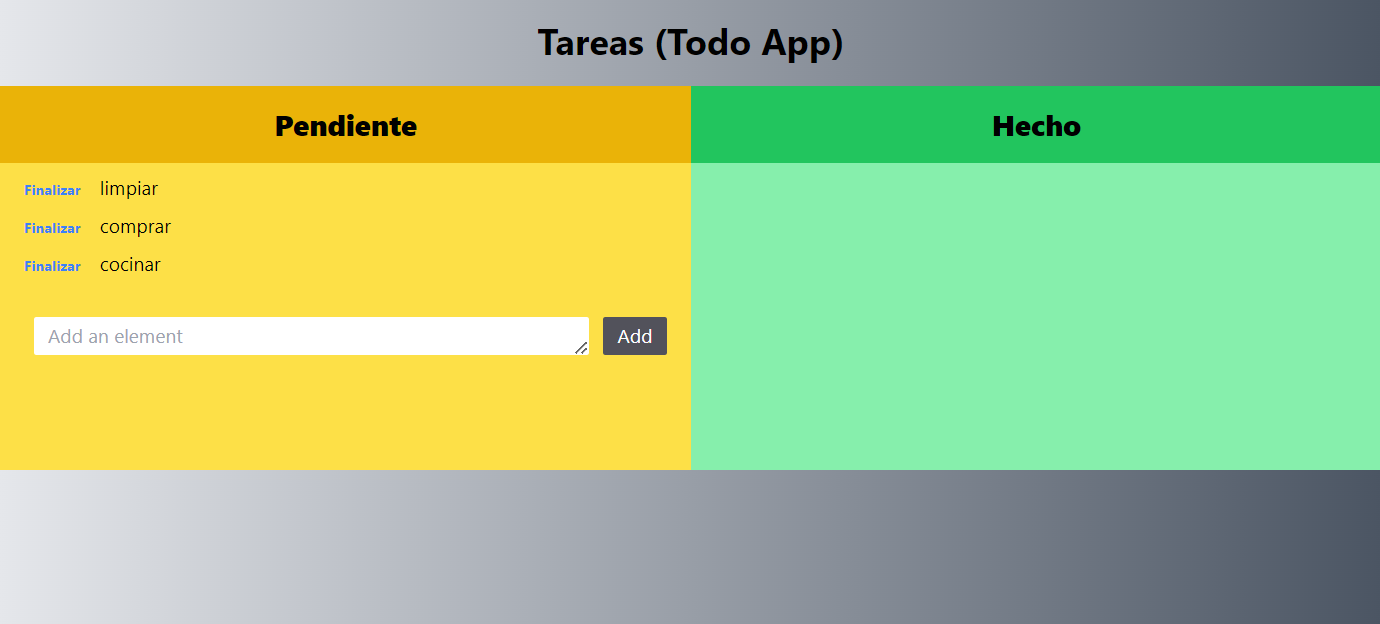 Tareas (Todo App)
Pendiente
Hecho
Finalizar limpiar
Finalizar comprar
Finalizar cocinar
Add an element
Add